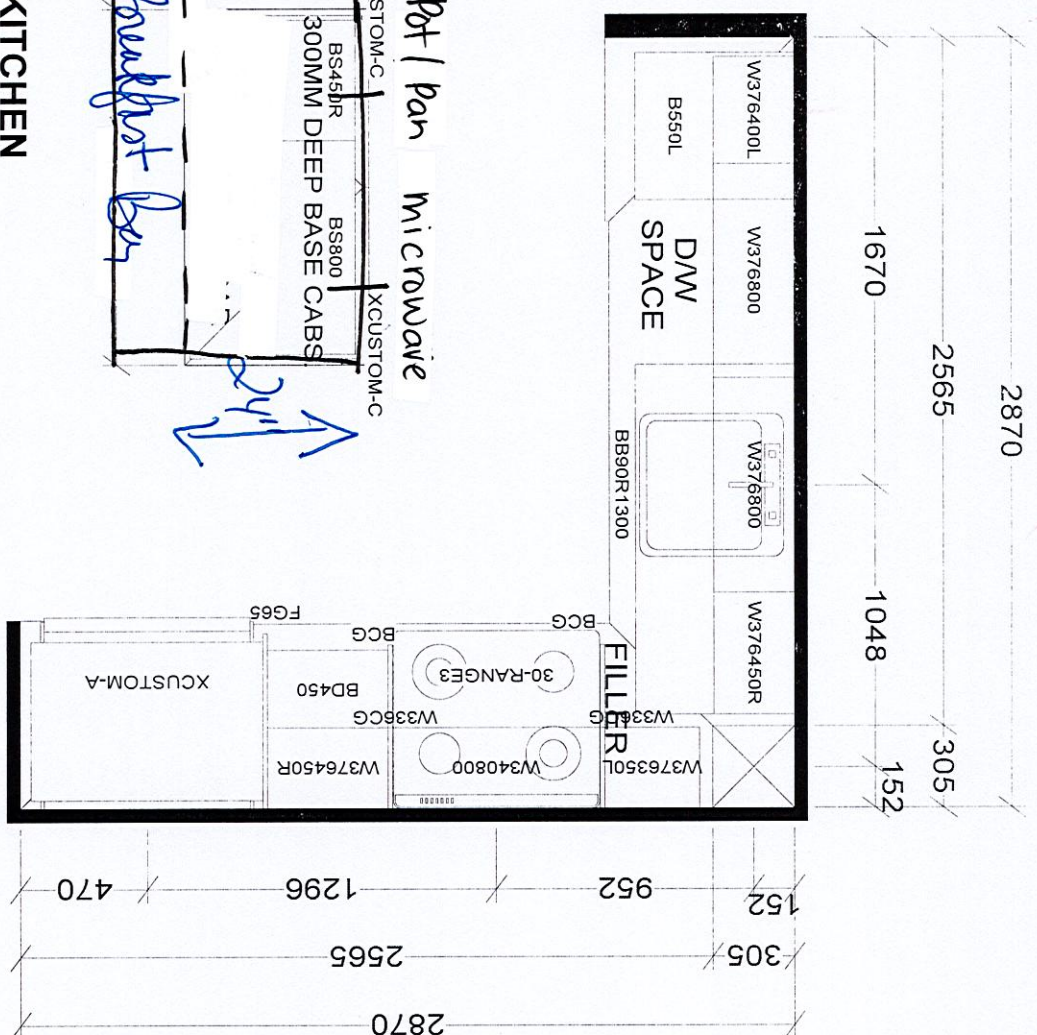 2870
2565
305
1670
1048
152
W376400L
W376800
W376800
W376450R
B550L
D/W
SPACE
BB90R1300
FILLER
Pot / Pan
microwave
STOM-C
XCUSTOM-C
BS450R
BS800
300MM DEEP BASE CABS
24"
Breakfast Bar
KITCHEN
FG65
BCG
BCG
XCUSTOM-A
BD450
30-RANGE3
W336CG
W336CG
W376450R
W340800
W376350L
470
1296
952
152
2565
305
2870